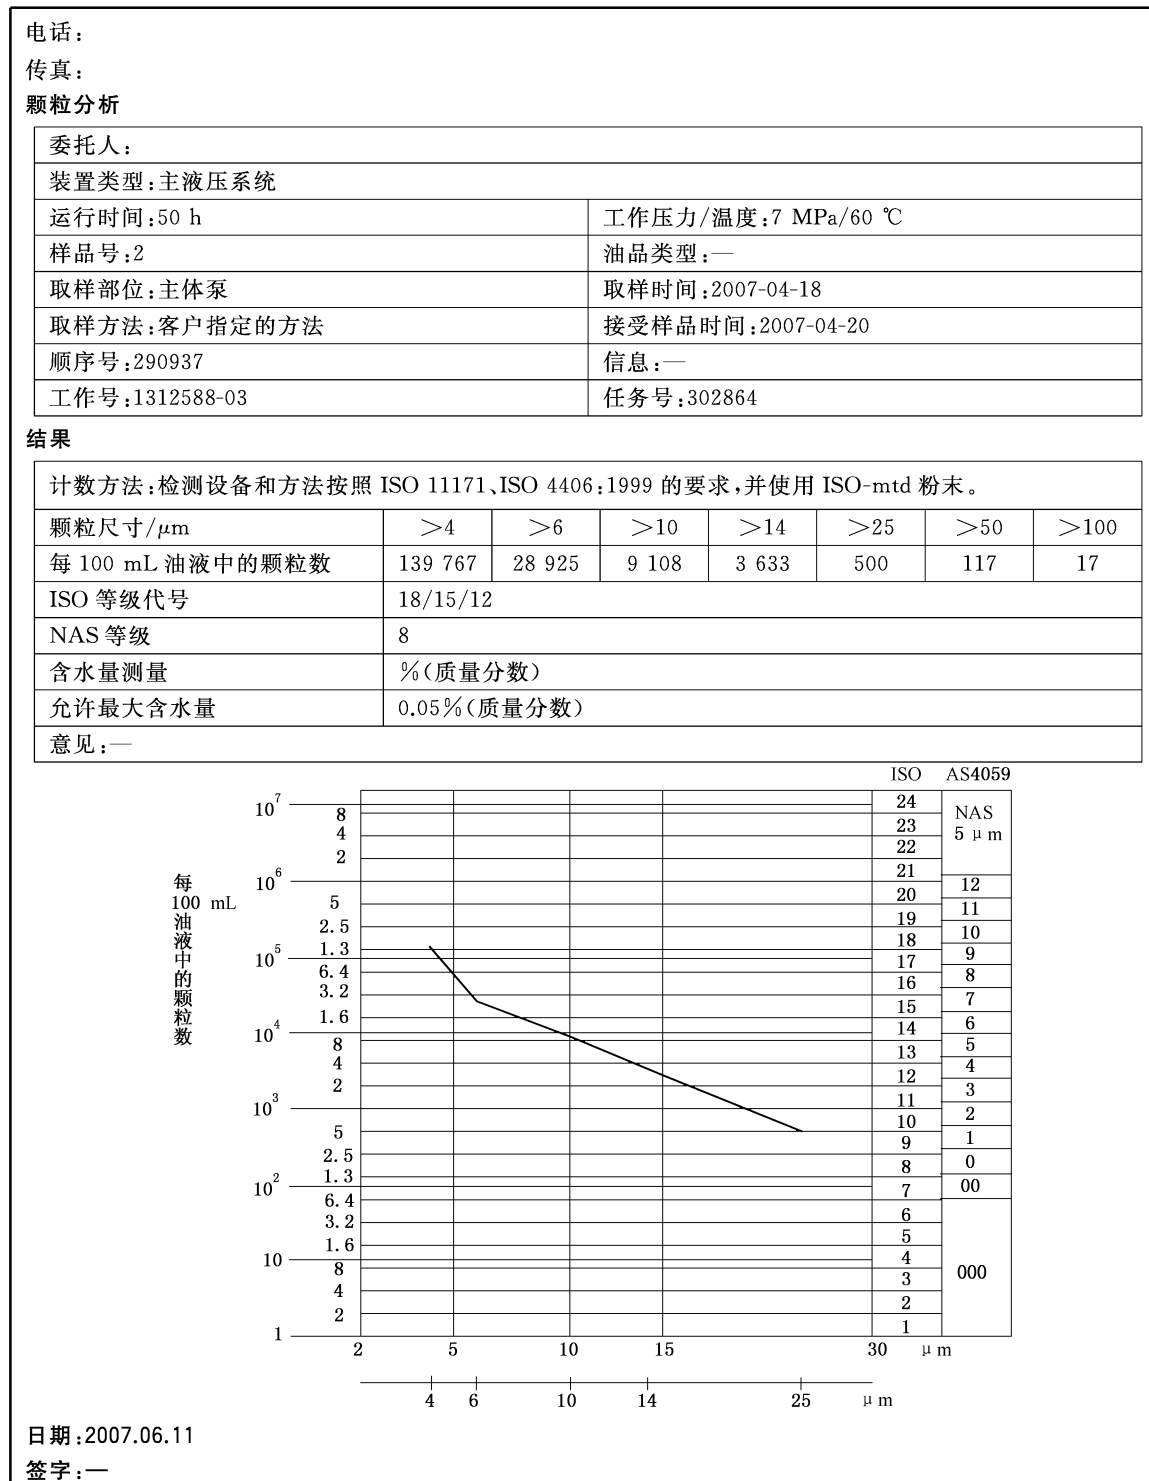 电话:
传真:
颗粒分析
委托人:
装置类型:主液压系统
运行时间:50 h 工作压力/温度:7 MPa/60 ℃
样品号:2 油品类型:—
取样部位:主体泵 取样时间:2007-04-18
取样方法:客户指定的方法 接受样品时间:2007-04-20
顺序号:290937 信息:—
工作号:1312588-03 任务号:302864
结果
计数方法:检测设备和方法按照 ISO 11171、ISO 4406:1999 的要求,并使用 ISO-mtd 粉末。
颗粒尺寸/μm >4 >6 >10 >14 >25 >50 >100
每 100 mL 油液中的颗粒数 139 767 28 925 9 108 3 633 500 117 17
ISO 等级代号 18/15/12
NAS 等级 8
含水量测量 %(质量分数)
允许最大含水量 0.05%(质量分数)
意见:—
ISO AS4059
每 100 mL 油液中的颗粒数
10⁷
8
4
2
10⁶
5
2.5
1.3
10⁵
6.4
3.2
1.6
10⁴
8
4
2
10³
5
2.5
1.3
10²
6.4
3.2
1.6
10
8
4
2
1
24
23
22
21
20
19
18
17
16
15
14
13
12
11
10
9
8
7
6
5
4
3
2
1
NAS
5 μm
12
11
10
9
8
7
6
5
4
3
2
1
0
00
000
2 5 10 15 30 μm
4 6 10 14 25 μm
日期:2007.06.11
签字:—